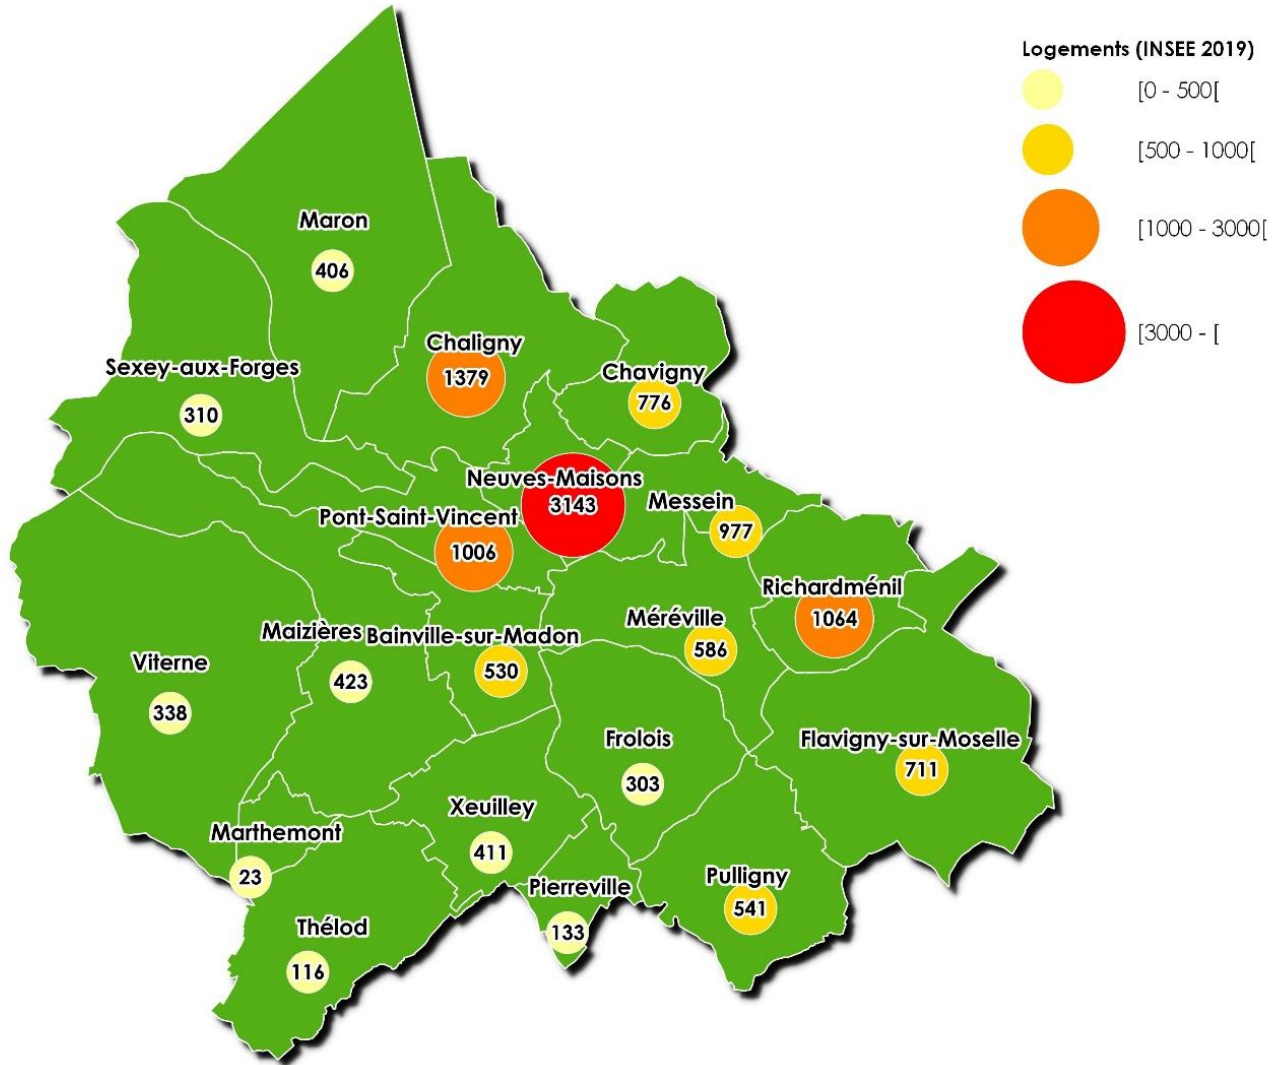 Logements (INSEE 2019)
[0 - 500[
[500 - 1000[
[1000 - 3000[
[3000 - [
Maron
406
Chaligny
1379
Sexey-aux-Forges
310
Chavigny
776
Neuves-Maisons
3143
Messein
977
Pont-Saint-Vincent
1006
Richardménil
1064
Méréville
586
Maizières
423
Bainville-sur-Madon
530
Viterne
338
Frolois
303
Flavigny-sur-Moselle
711
Xeuilley
411
Marthemont
23
Pierreville
133
Pulligny
541
Thélod
116